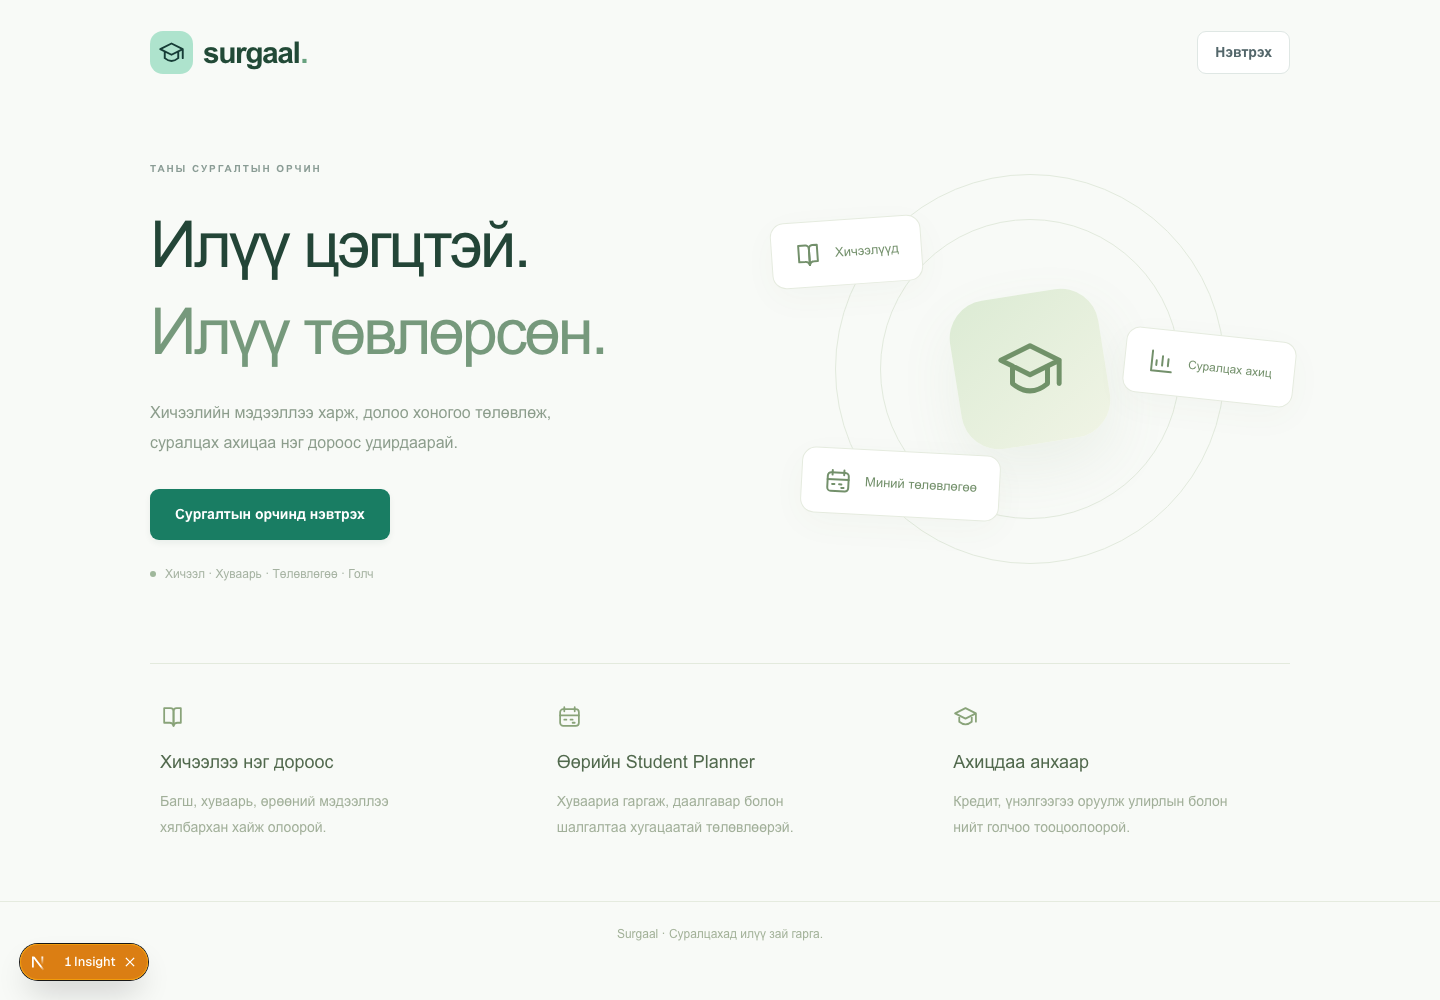 surgaal.
Нэвтрэх
ТАНЫ СУРГАЛТЫН ОРЧИН
Илүү цэгцтэй.
Илүү төвлөрсөн.
Хичээлийн мэдээллээ харж, долоо хоногоо төлөвлөж,
суралцах ахицаа нэг дороос удирдаарай.
Сургалтын орчинд нэвтрэх
Хичээл · Хуваарь · Төлөвлөгөө · Голч
Хичээлүүд
Суралцах ахиц
Миний төлөвлөгөө
Хичээлээ нэг дороос
Багш, хуваарь, өрөөний мэдээллээ
хялбархан хайж олоорой.
Өөрийн Student Planner
Хуваариа гаргаж, даалгавар болон
шалгалтаа хугацаатай төлөвлөөрэй.
Ахицдаа анхаар
Кредит, үнэлгээгээ оруулж улирлын болон
нийт голчоо тооцоолоорой.
Surgaal · Суралцахад илүү зай гарга.
1 Insight